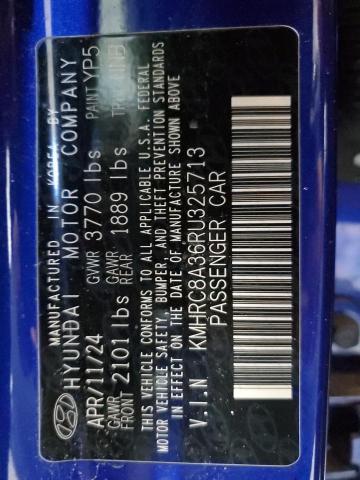 MANUFACTURED IN KOREA BY
HYUNDAI MOTOR COMPANY
APR/11/24 GVWR 3770 lbs PAINT YP5
GAWR FRONT 2101 lbs GAWR REAR 1889 lbs TRIM UNB
THIS VEHICLE CONFORMS TO ALL APPLICABLE U.S.A. FEDERAL
MOTOR VEHICLE SAFETY, BUMPER, AND THEFT PREVENTION STANDARDS
IN EFFECT ON THE DATE OF MANUFACTURE SHOWN ABOVE
V.I.N KMHRC8A36RU325713
PASSENGER CAR